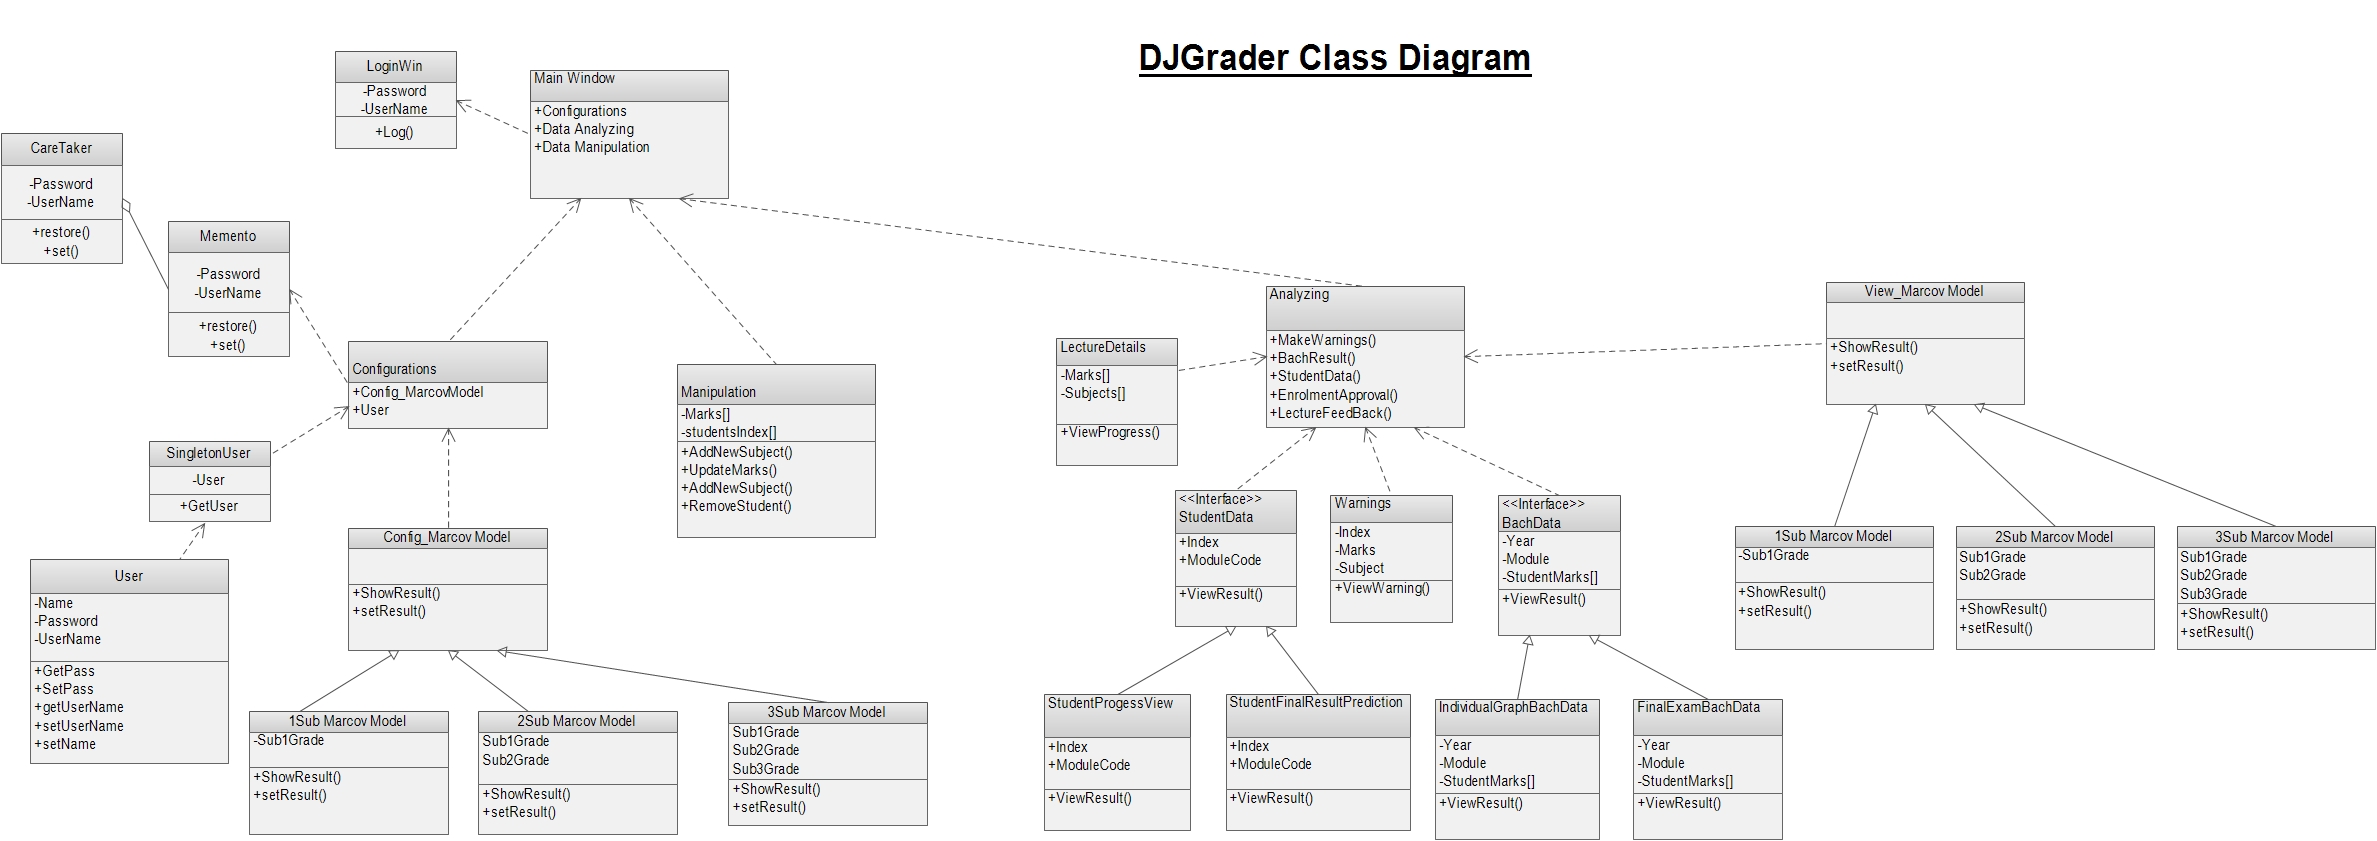 DJGrader Class Diagram
LoginWin
-Password
-UserName
+Log()
Main Window
+Configurations
+Data Analyzing
+Data Manipulation
CareTaker
-Password
-UserName
+restore()
+set()
Memento
-Password
-UserName
+restore()
+set()
Configurations
+Config_MarcovModel
+User
Manipulation
-Marks[]
-studentsIndex[]
+AddNewSubject()
+UpdateMarks()
+AddNewSubject()
+RemoveStudent()
SingletonUser
-User
+GetUser
User
-Name
-Password
-UserName
+GetPass
+SetPass
+getUserName
+setUserName
+setName
Config_Marcov Model
+ShowResult()
+setResult()
1Sub Marcov Model
-Sub1Grade
+ShowResult()
+setResult()
2Sub Marcov Model
Sub1Grade
Sub2Grade
+ShowResult()
+setResult()
3Sub Marcov Model
Sub1Grade
Sub2Grade
Sub3Grade
+ShowResult()
+setResult()
LectureDetails
-Marks[]
-Subjects[]
+ViewProgress()
Analyzing
+MakeWarnings()
+BachResult()
+StudentData()
+EnrolmentApproval()
+LectureFeedBack()
View_Marcov Model
+ShowResult()
+setResult()
<<Interface>>
StudentData
+Index
+ModuleCode
+ViewResult()
Warnings
-Index
-Marks
-Subject
+ViewWarning()
<<Interface>>
BachData
-Year
-Module
-StudentMarks[]
+ViewResult()
1Sub Marcov Model
-Sub1Grade
+ShowResult()
+setResult()
2Sub Marcov Model
Sub1Grade
Sub2Grade
+ShowResult()
+setResult()
3Sub Marcov Model
Sub1Grade
Sub2Grade
Sub3Grade
+ShowResult()
+setResult()
StudentProgessView
+Index
+ModuleCode
+ViewResult()
StudentFinalResultPrediction
+Index
+ModuleCode
+ViewResult()
IndividualGraphBachData
-Year
-Module
-StudentMarks[]
+ViewResult()
FinalExamBachData
-Year
-Module
-StudentMarks[]
+ViewResult()